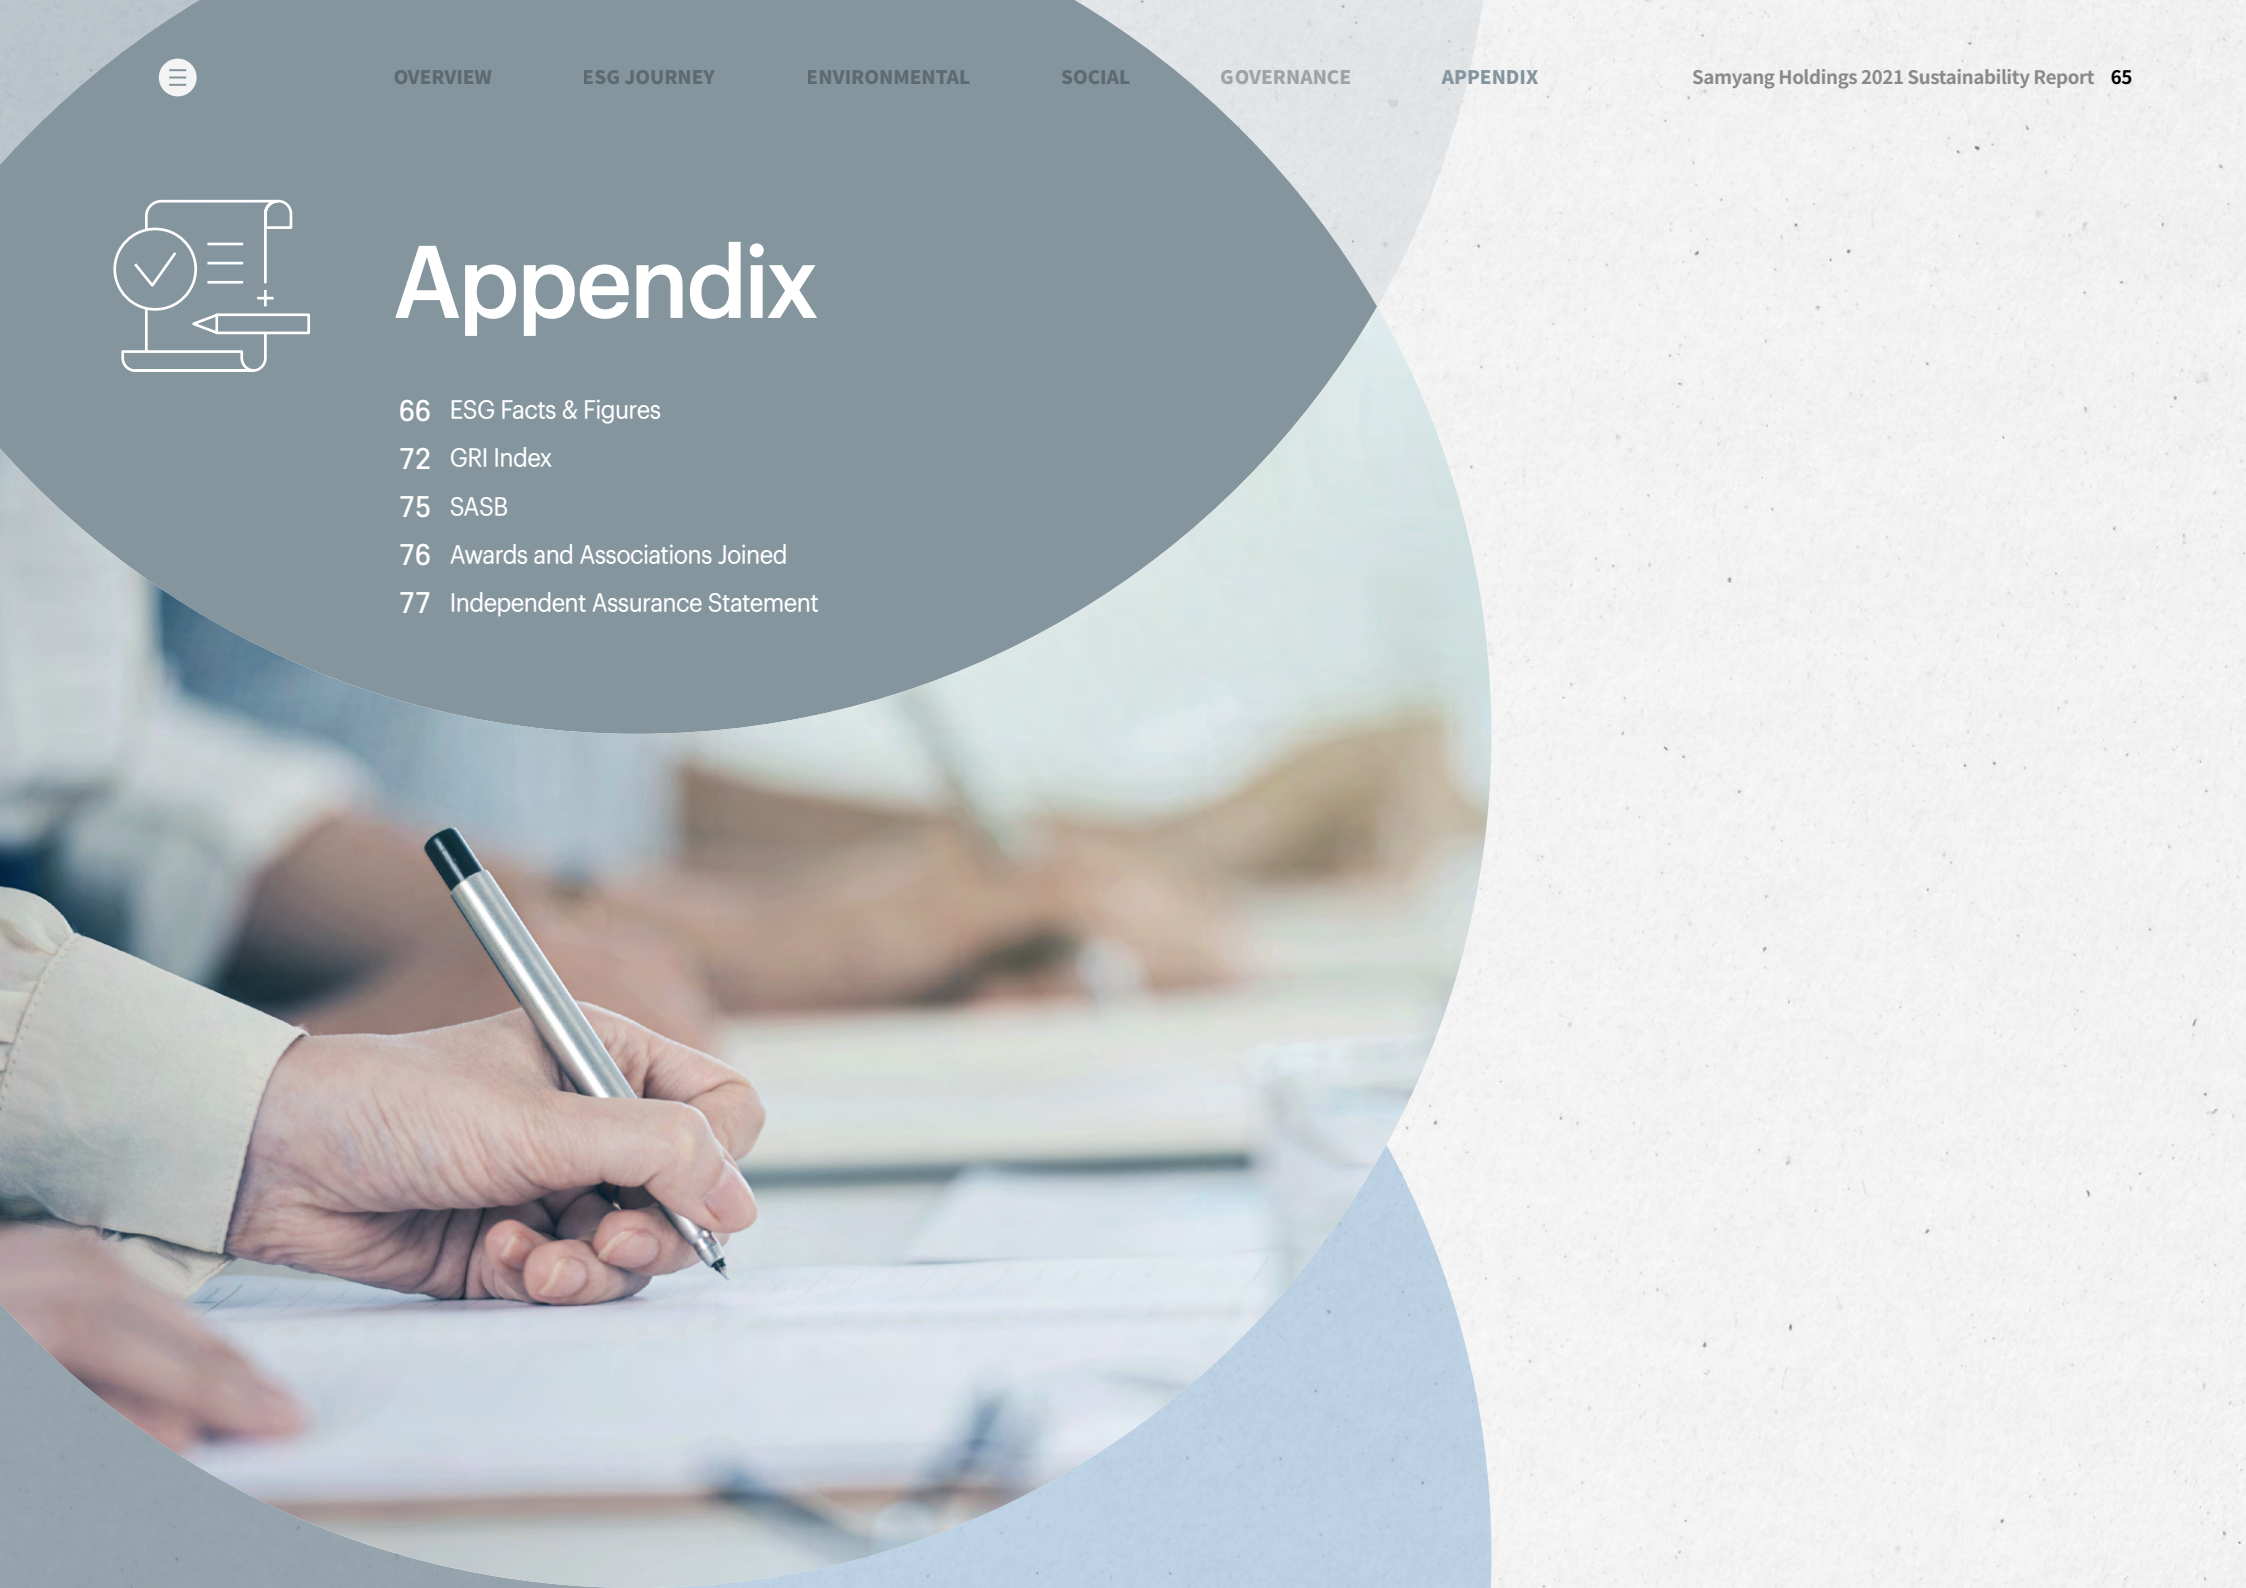 OVERVIEW ESG JOURNEY ENVIRONMENTAL SOCIAL GOVERNANCE APPENDIX Samyang Holdings 2021 Sustainability Report 65
Appendix
66 ESG Facts & Figures
72 GRI Index
75 SASB
76 Awards and Associations Joined
77 Independent Assurance Statement